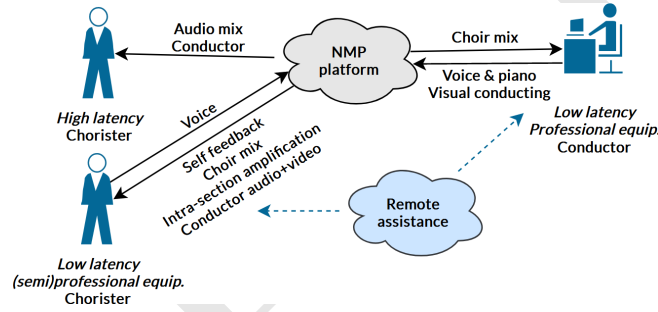 Audio mix
Conductor
NMP
platform
Choir mix
Voice & piano
Visual conducting
High latency
Chorister
Low latency
Professional equip.
Conductor
Voice
Self feedback
Choir mix
Intra-section amplification
Conductor audio+video
Remote
assistance
Low latency
(semi)professional equip.
Chorister